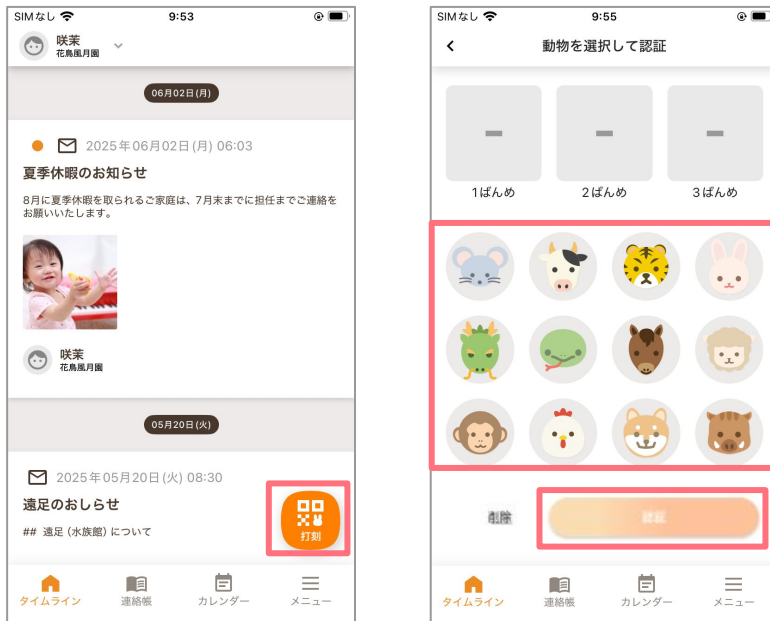 SIMなし 9:53
咲茉
花鳥風月園
06月02日(月)
2025年06月02日(月) 06:03
夏季休暇のお知らせ
8月に夏季休暇を取られるご家庭は、7月末までに担任までご連絡を
お願いいたします。
咲茉
花鳥風月園
05月20日(火)
2025年05月20日(火) 08:30
遠足のおしらせ
## 遠足（水族館）について
打刻
タイムライン 連絡帳 カレンダー メニュー
SIMなし 9:55
動物を選択して認証
1ばんめ 2ばんめ 3ばんめ
削除 認証
タイムライン 連絡帳 カレンダー メニュー